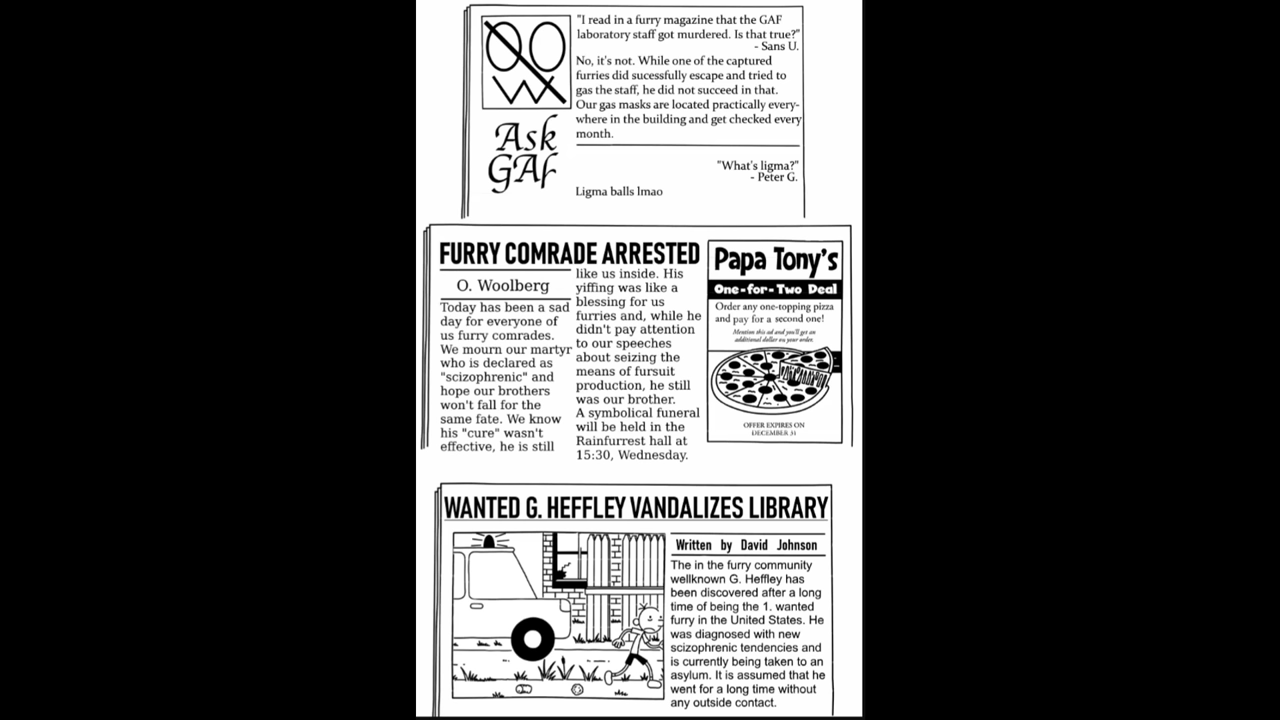 "I read in a furry magazine that the GAF
laboratory staff got murdered. Is that true?"
- Sans U.
No, it's not. While one of the captured
furries did sucessfully escape and tried to
gas the staff, he did not succeed in that.
Our gas masks are located practically every-
where in the building and get checked every
month.
Ask
GAF
"What's ligma?"
- Peter G.
Ligma balls lmao
FURRY COMRADE ARRESTED
O. Woolberg
Today has been a sad
day for everyone of
us furry comrades.
We mourn our martyr
who is declared as
"scizophrenic" and
hope our brothers
won't fall for the
same fate. We know
his "cure" wasn't
effective, he is still
like us inside. His
yiffing was like a
blessing for us
furries and, while he
didn't pay attention
to our speeches
about seizing the
means of fursuit
production, he still
was our brother.
A symbolical funeral
will be held in the
Rainfurrest hall at
15:30, Wednesday.
Papa Tony's
One-for-Two Deal
Order any one-topping pizza
and pay for a second one!
Mention this ad and you'll get an
additional dollar on your order.
OFFER EXPIRES ON
DECEMBER 31
WANTED G. HEFFLEY VANDALIZES LIBRARY
Written by David Johnson
The in the furry community
wellknown G. Heffley has
been discovered after a long
time of being the 1. wanted
furry in the United States. He
was diagnosed with new
scizophrenic tendencies and
is currently being taken to an
asylum. It is assumed that he
went for a long time without
any outside contact.